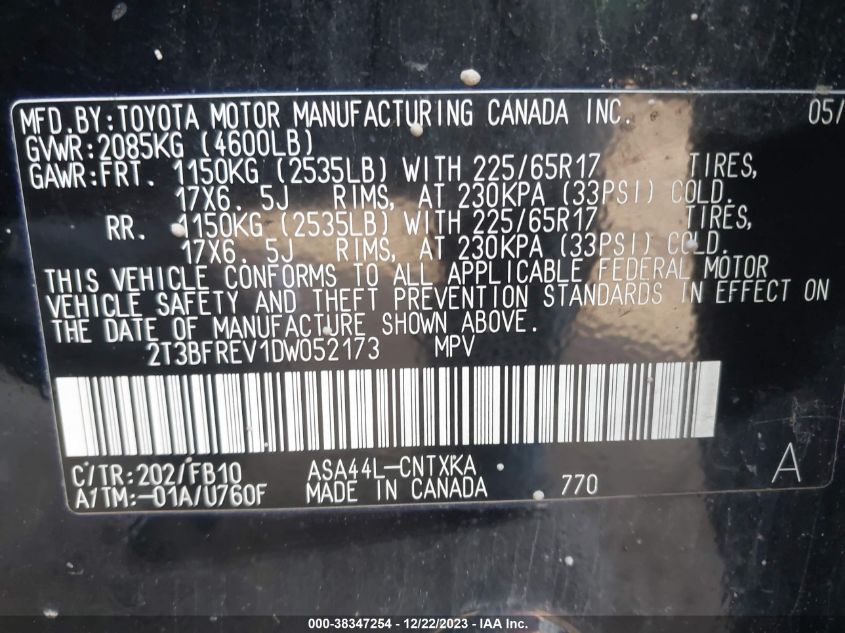 MFD.BY:TOYOTA MOTOR MANUFACTURING CANADA INC. 05/
GVWR:2085KG (4600LB)
GAWR:FRT. 1150KG (2535LB) WITH 225/65R17 TIRES,
17X6.5J RIMS, AT 230KPA (33PSI) COLD.
RR. 1150KG (2535LB) WITH 225/65R17 TIRES,
17X6.5J RIMS, AT 230KPA (33PSI) COLD.
THIS VEHICLE CONFORMS TO ALL APPLICABLE FEDERAL MOTOR
VEHICLE SAFETY AND THEFT PREVENTION STANDARDS IN EFFECT ON
THE DATE OF MANUFACTURE SHOWN ABOVE.
2T3BFREV1DW052173 MPV
C/TR:202/FB10 ASA44L-CNTXKA A
A/TM:-01A/U760F MADE IN CANADA 770
000-38347254 - 12/22/2023 - IAA Inc.